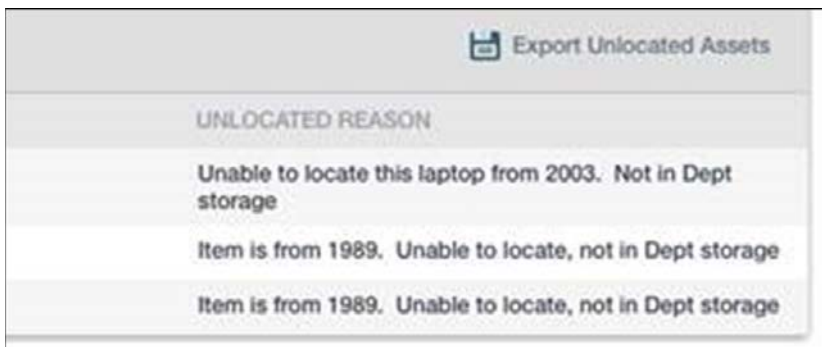 Export Unlocated Assets
UNLOCATED REASON
Unable to locate this laptop from 2003.  Not in Dept
storage
Item is from 1989.  Unable to locate, not in Dept storage
Item is from 1989.  Unable to locate, not in Dept storage